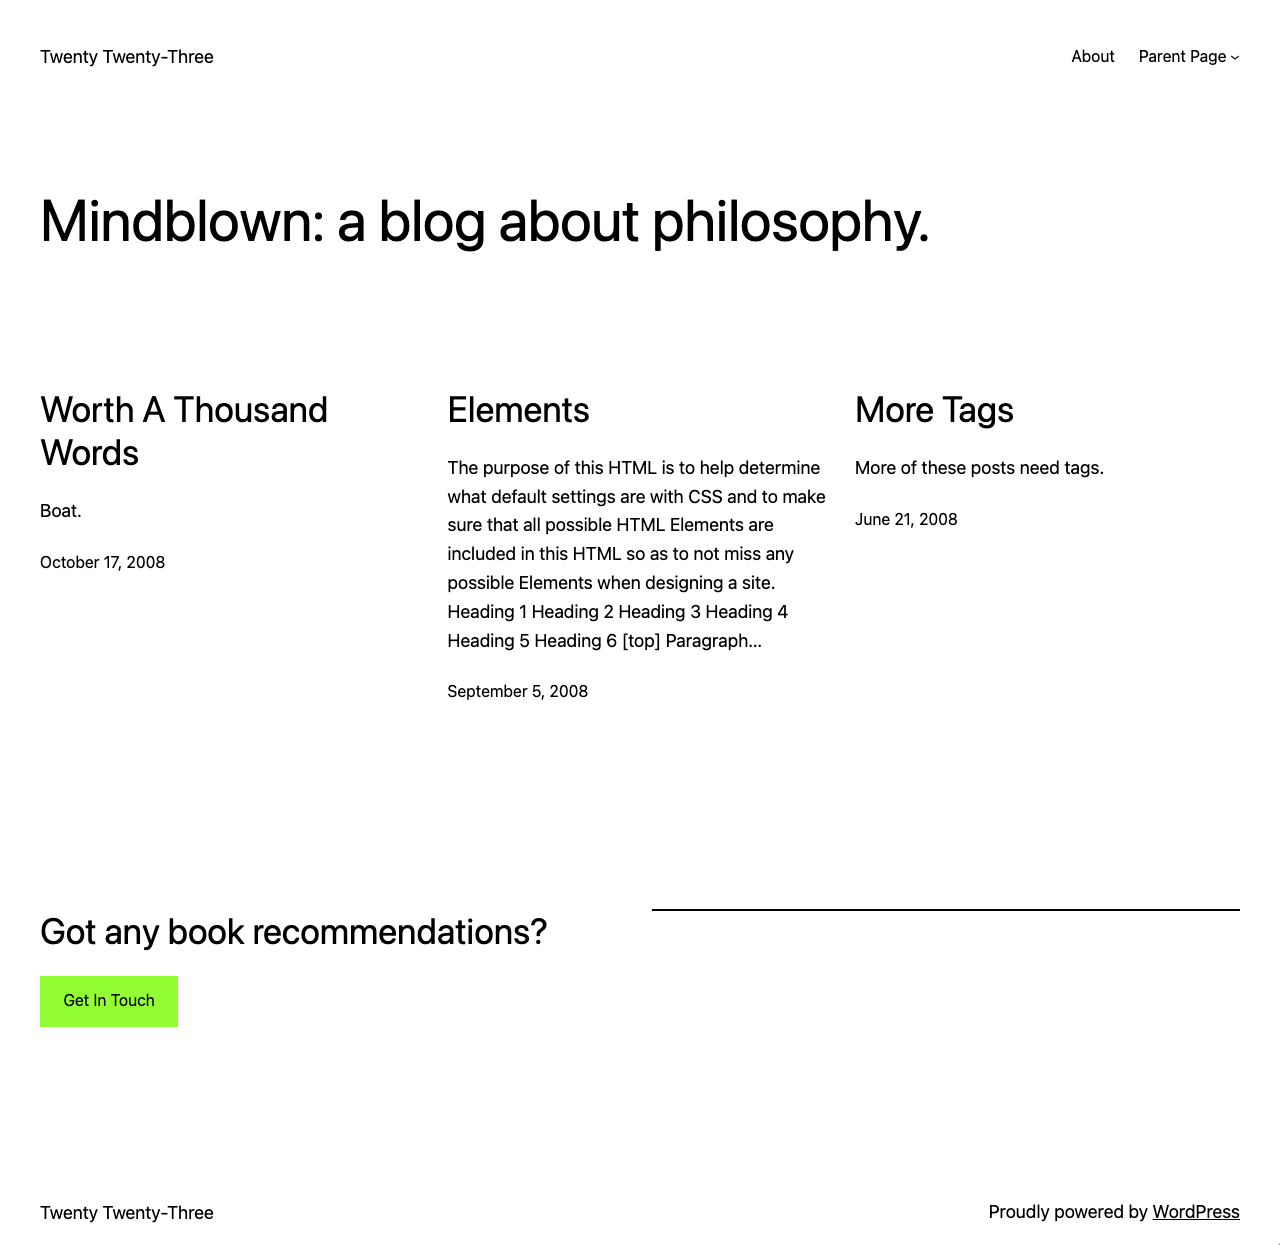 Twenty Twenty-Three
About
Parent Page
Mindblown: a blog about philosophy.
Worth A Thousand
Words
Boat.
October 17, 2008
Elements
The purpose of this HTML is to help determine
what default settings are with CSS and to make
sure that all possible HTML Elements are
included in this HTML so as to not miss any
possible Elements when designing a site.
Heading 1 Heading 2 Heading 3 Heading 4
Heading 5 Heading 6 [top] Paragraph…
September 5, 2008
More Tags
More of these posts need tags.
June 21, 2008
Got any book recommendations?
Get In Touch
Twenty Twenty-Three
Proudly powered by WordPress